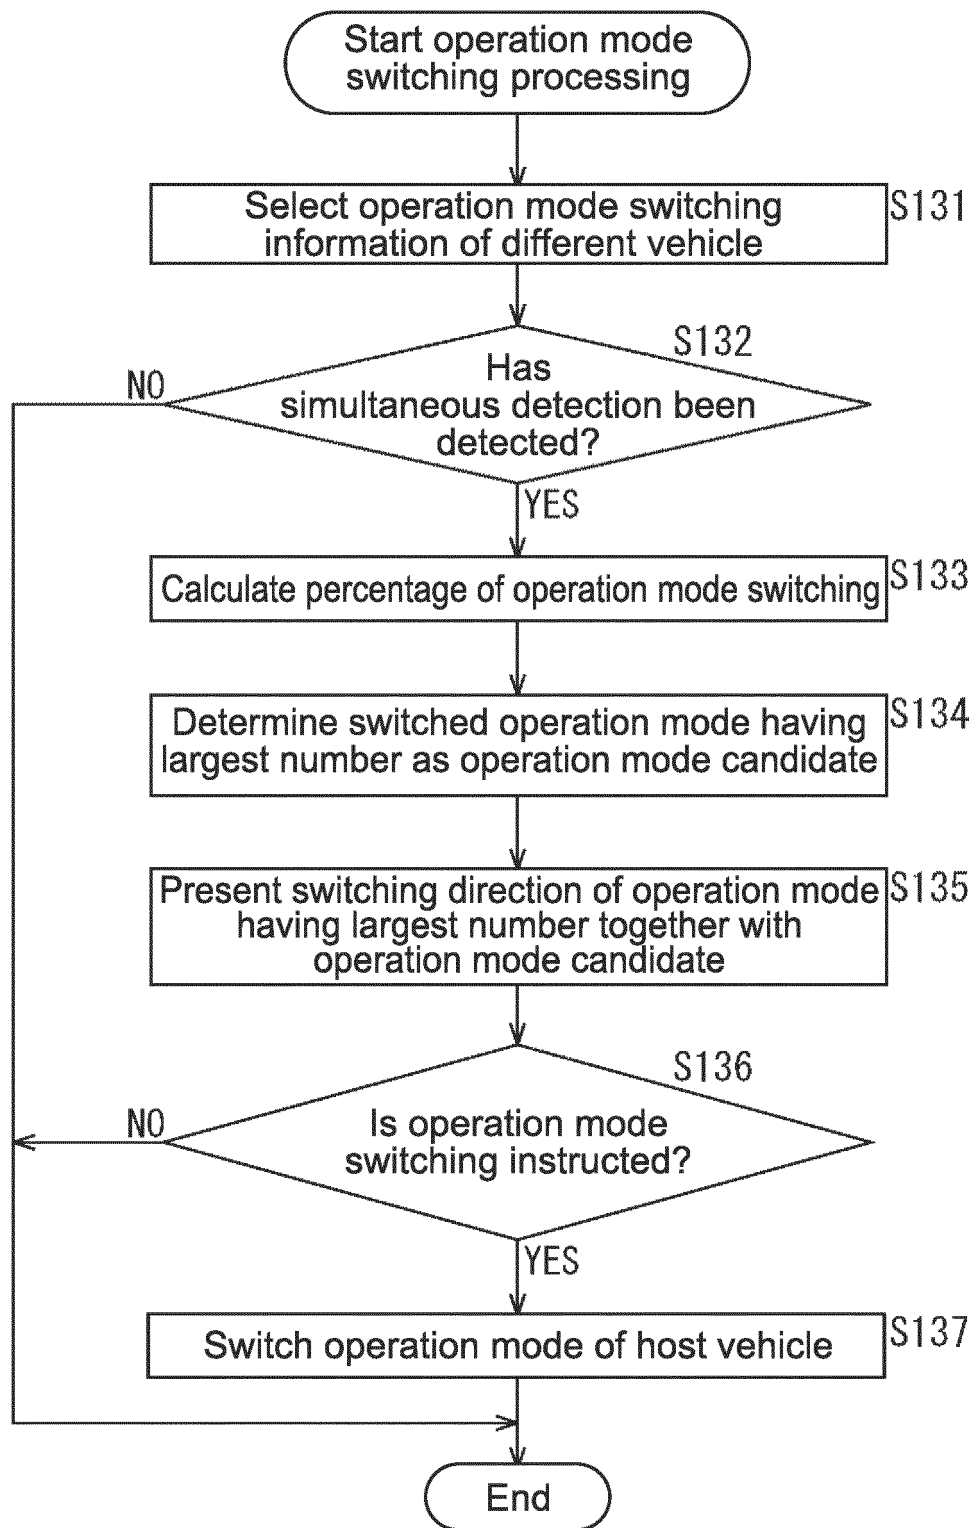 Start operation mode
switching processing
Select operation mode switching
information of different vehicle
S131
S132
Has
simultaneous detection been
detected?
NO
YES
Calculate percentage of operation mode switching
S133
Determine switched operation mode having
largest number as operation mode candidate
S134
Present switching direction of operation mode
having largest number together with
operation mode candidate
S135
S136
Is operation mode
switching instructed?
NO
YES
Switch operation mode of host vehicle
S137
End